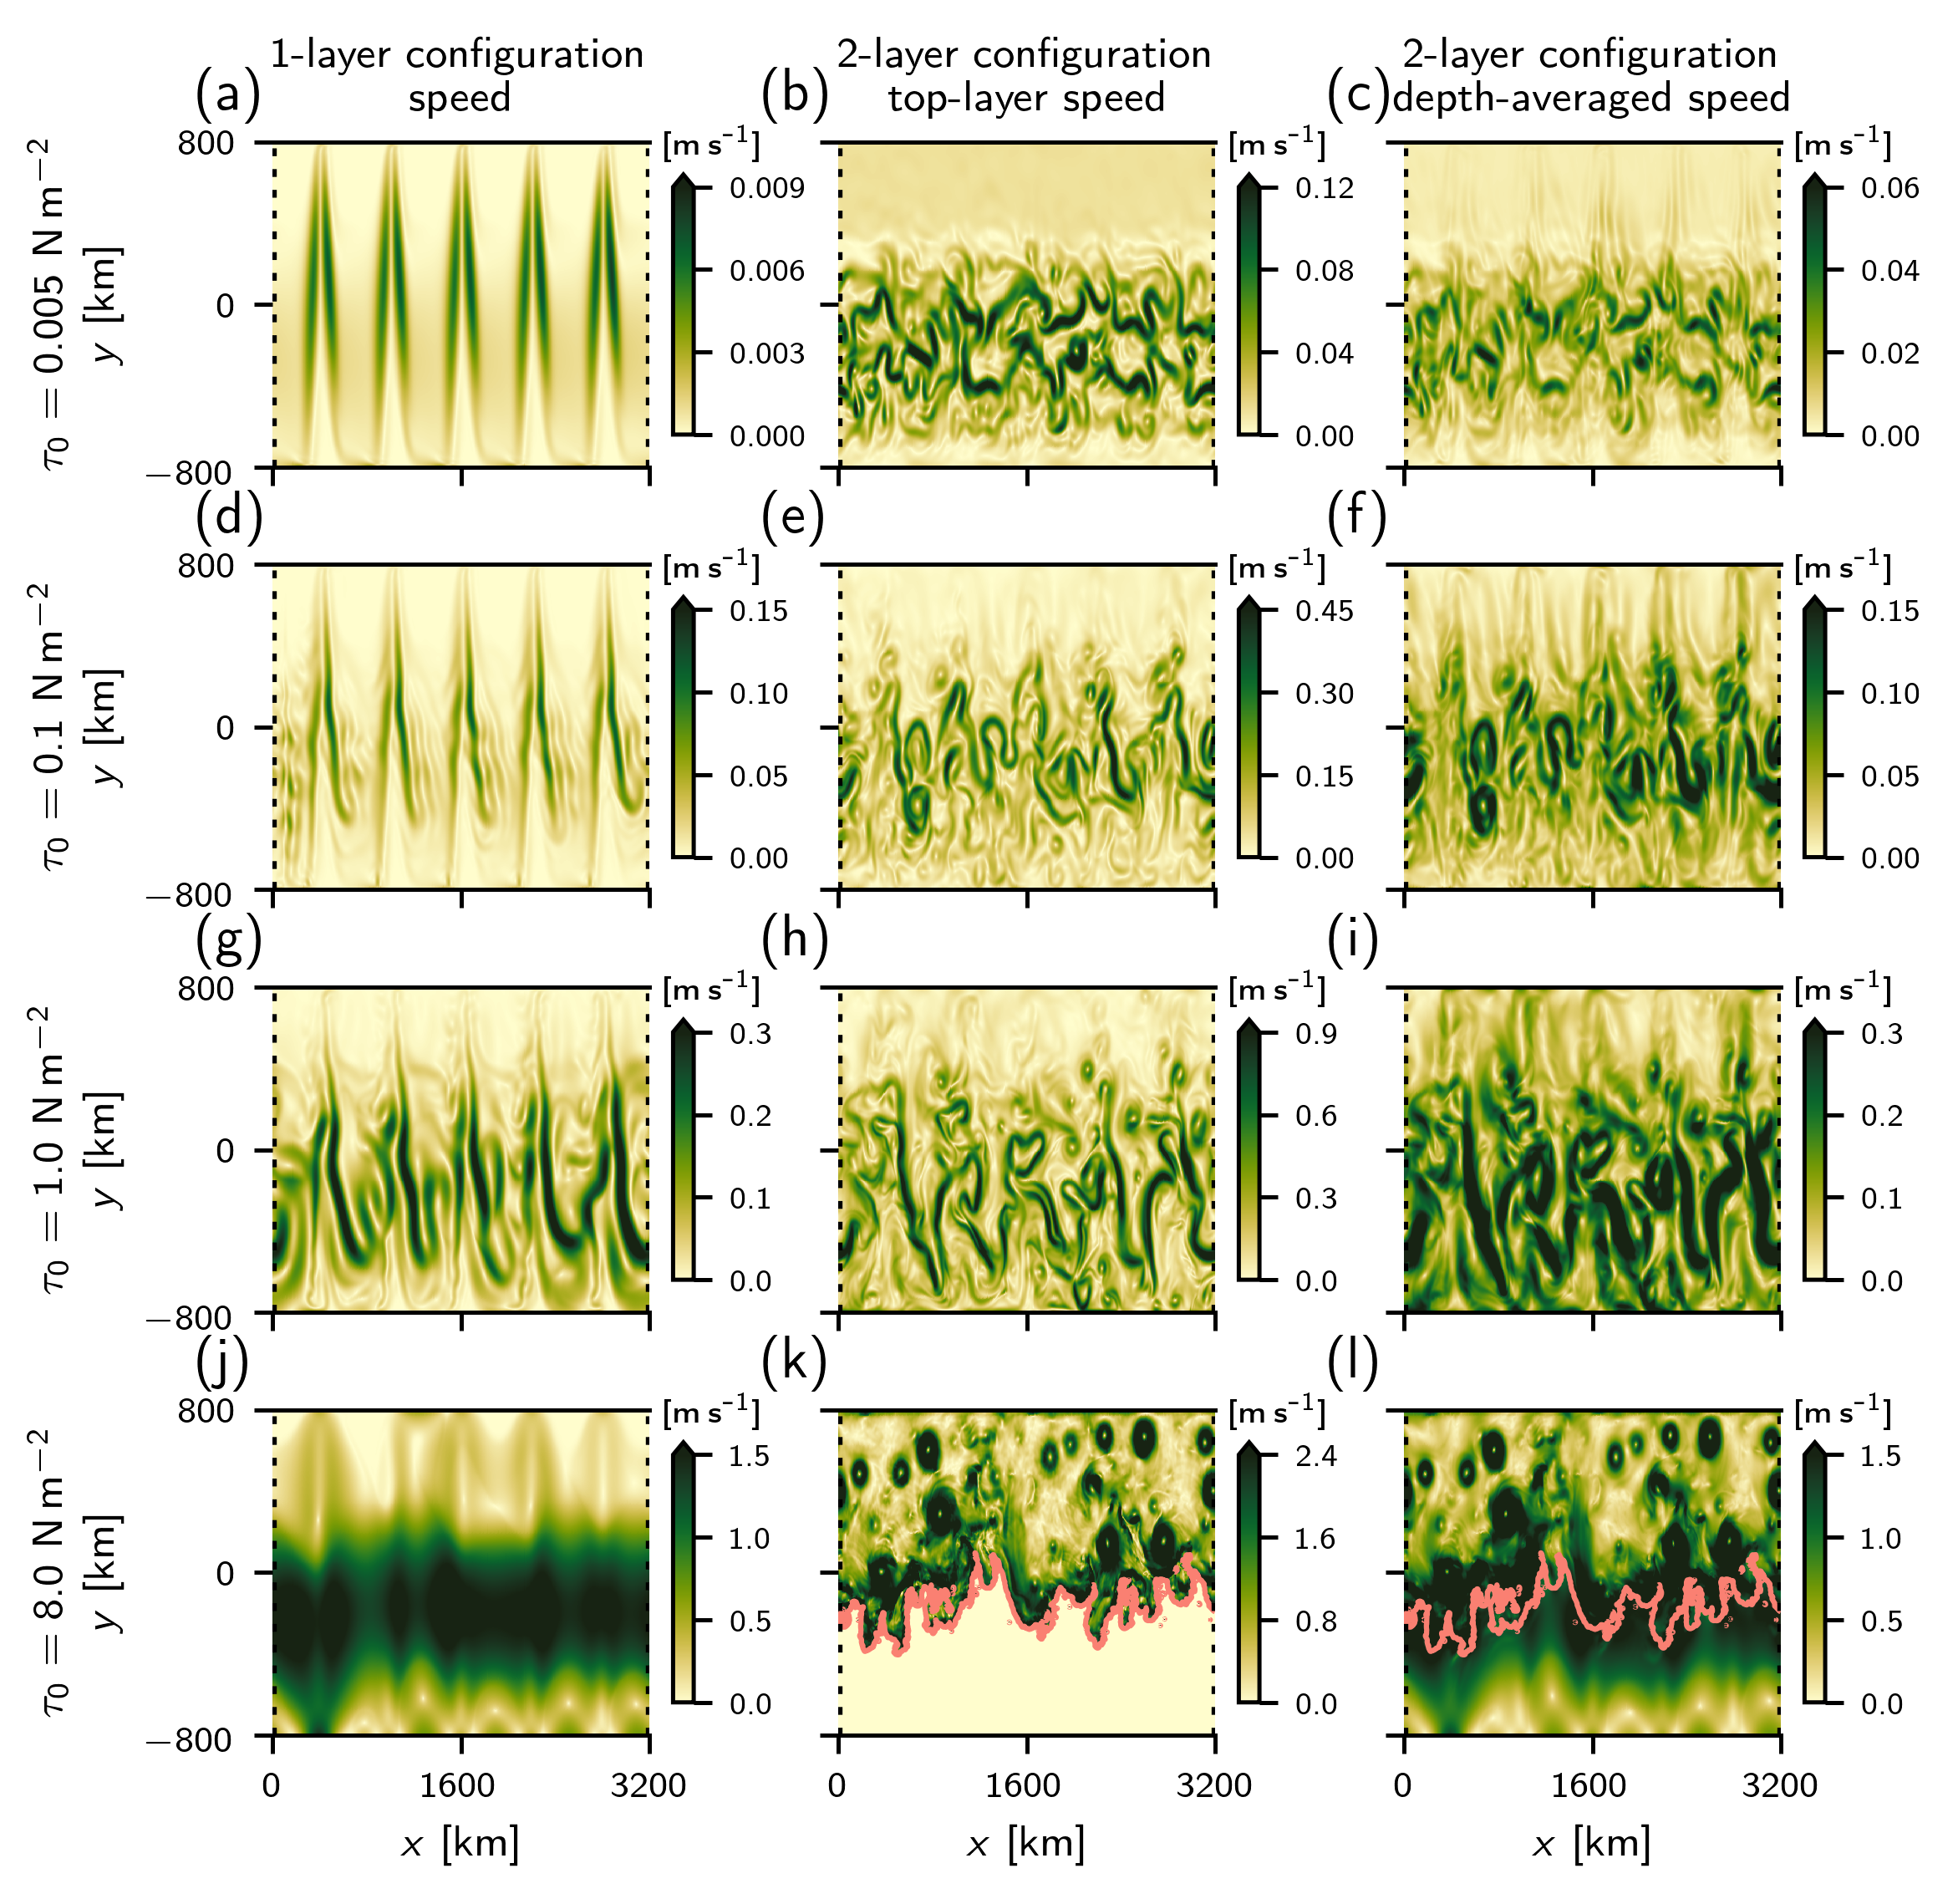 1-layer configuration
speed
2-layer configuration
top-layer speed
2-layer configuration
depth-averaged speed
(a)
(b)
(c)
τ₀ = 0.005 N m⁻²
y [km]
800
0
−800
[m s⁻¹]
0.009
0.006
0.003
0.000
[m s⁻¹]
0.12
0.08
0.04
0.00
[m s⁻¹]
0.06
0.04
0.02
0.00
(d)
(e)
(f)
τ₀ = 0.1 N m⁻²
y [km]
800
0
−800
[m s⁻¹]
0.15
0.10
0.05
0.00
[m s⁻¹]
0.45
0.30
0.15
0.00
[m s⁻¹]
0.15
0.10
0.05
0.00
(g)
(h)
(i)
τ₀ = 1.0 N m⁻²
y [km]
800
0
−800
[m s⁻¹]
0.3
0.2
0.1
0.0
[m s⁻¹]
0.9
0.6
0.3
0.0
[m s⁻¹]
0.3
0.2
0.1
0.0
(j)
(k)
(l)
τ₀ = 8.0 N m⁻²
y [km]
800
0
−800
[m s⁻¹]
1.5
1.0
0.5
0.0
[m s⁻¹]
2.4
1.6
0.8
0.0
[m s⁻¹]
1.5
1.0
0.5
0.0
0 1600 3200
x [km]
0 1600 3200
x [km]
0 1600 3200
x [km]